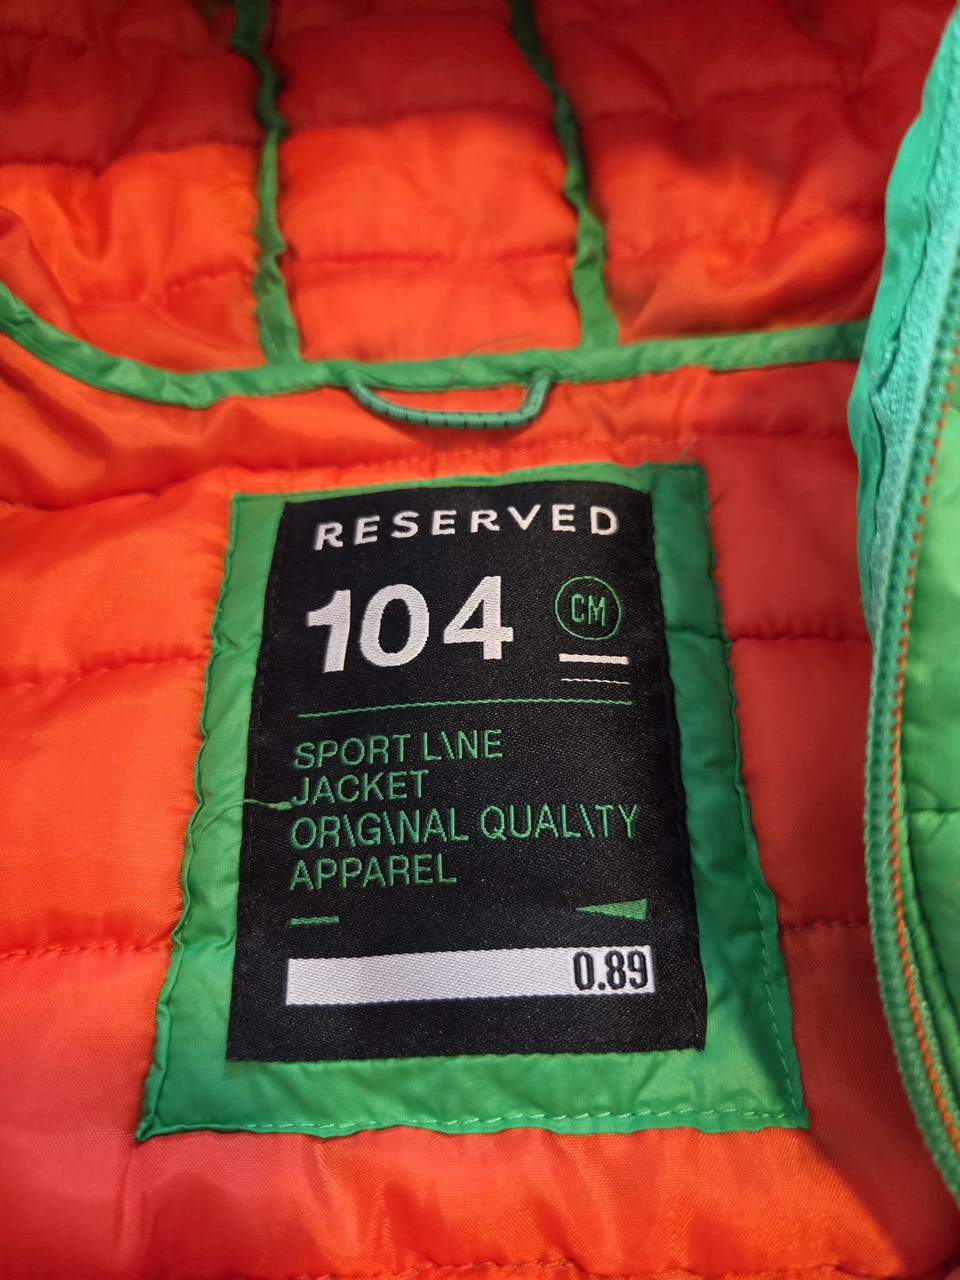 RESERVED
104 CM
SPORT L\NE
JACKET
OR\G\NAL QUAL\TY
APPAREL
0.89